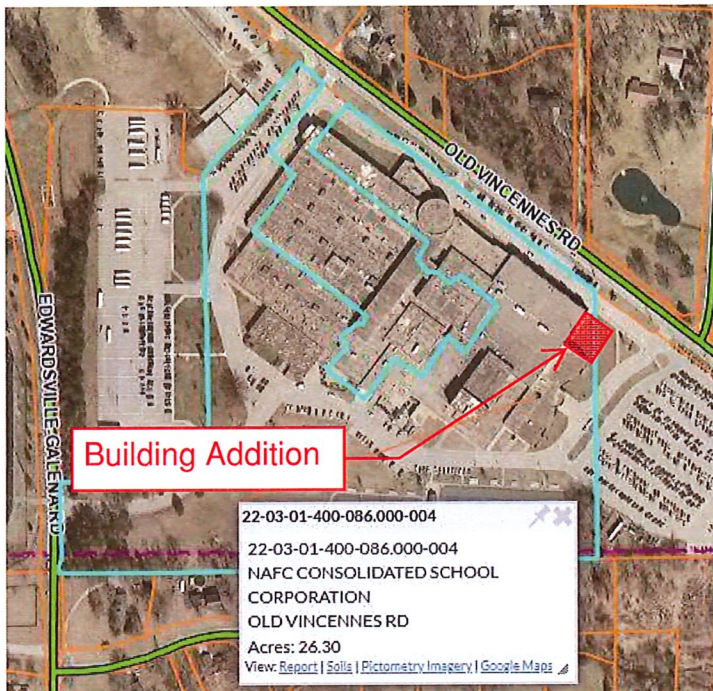 OLD VINCENNES RD
EDWARDSVILLE-GALENA RD
Building Addition
22-03-01-400-086.000-004
22-03-01-400-086.000-004
NAFC CONSOLIDATED SCHOOL
CORPORATION
OLD VINCENNES RD
Acres: 26.30
View: Report | Soils | Pictometry Imagery | Google Maps